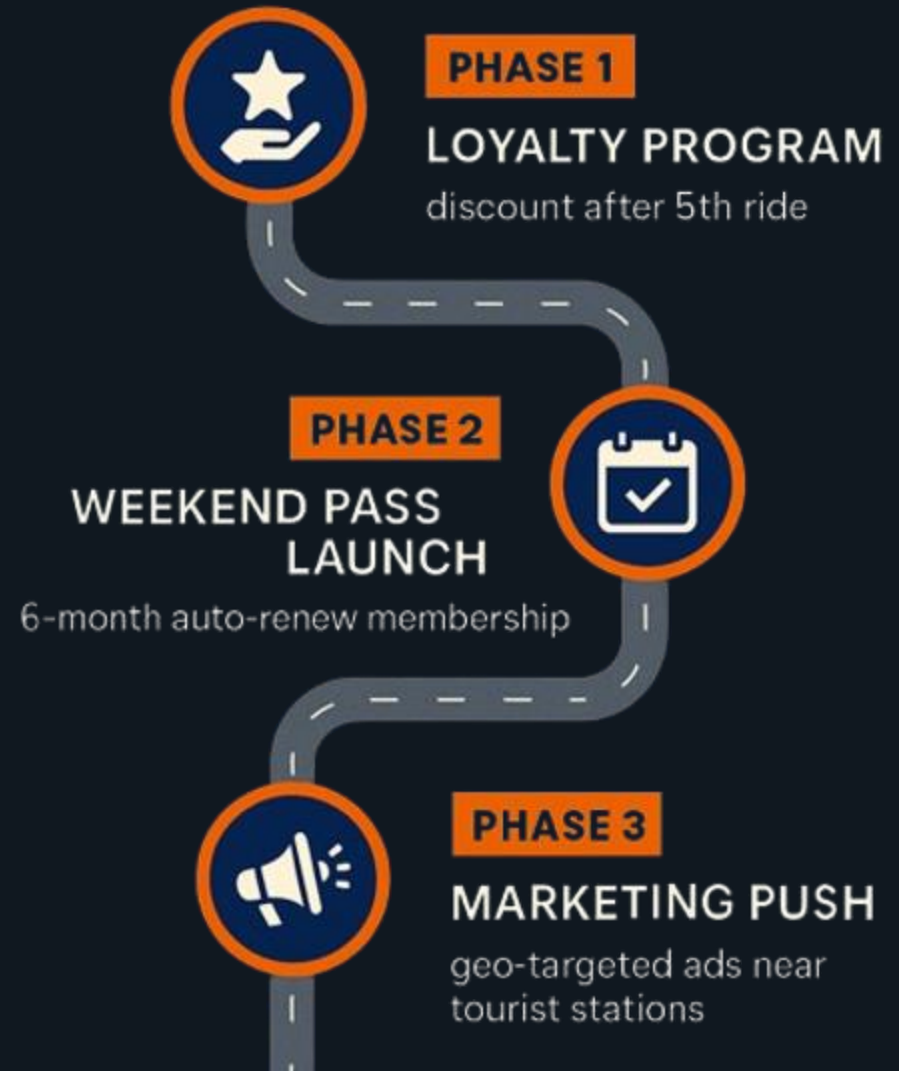 PHASE 1
LOYALTY PROGRAM
discount after 5th ride
PHASE 2
WEEKEND PASS
LAUNCH
6-month auto-renew membership
PHASE 3
MARKETING PUSH
geo-targeted ads near
tourist stations